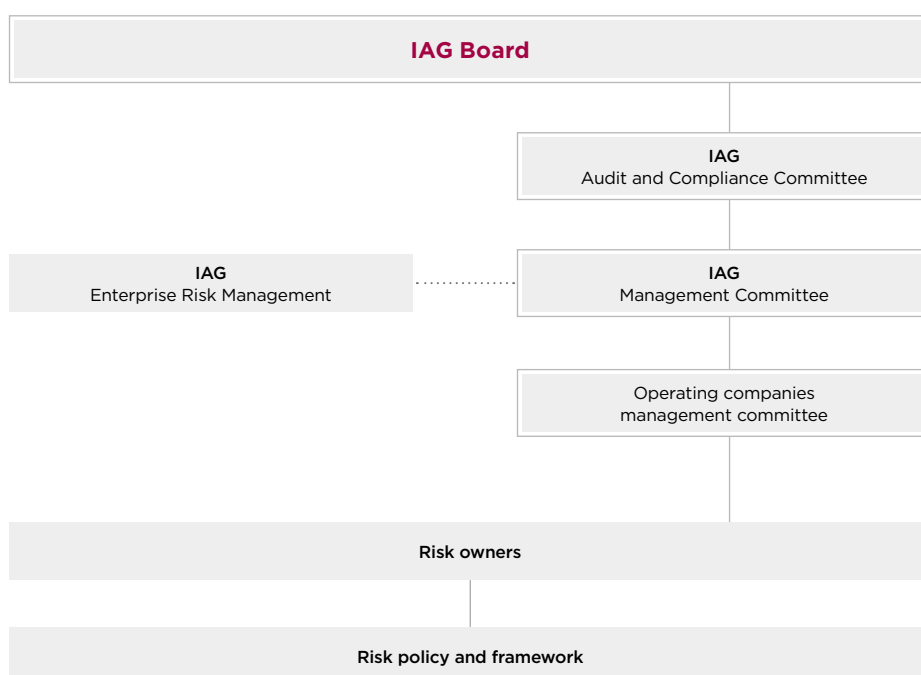 IAG Board
IAG
Audit and Compliance Committee
IAG
Enterprise Risk Management
IAG
Management Committee
Operating companies
management committee
Risk owners
Risk policy and framework